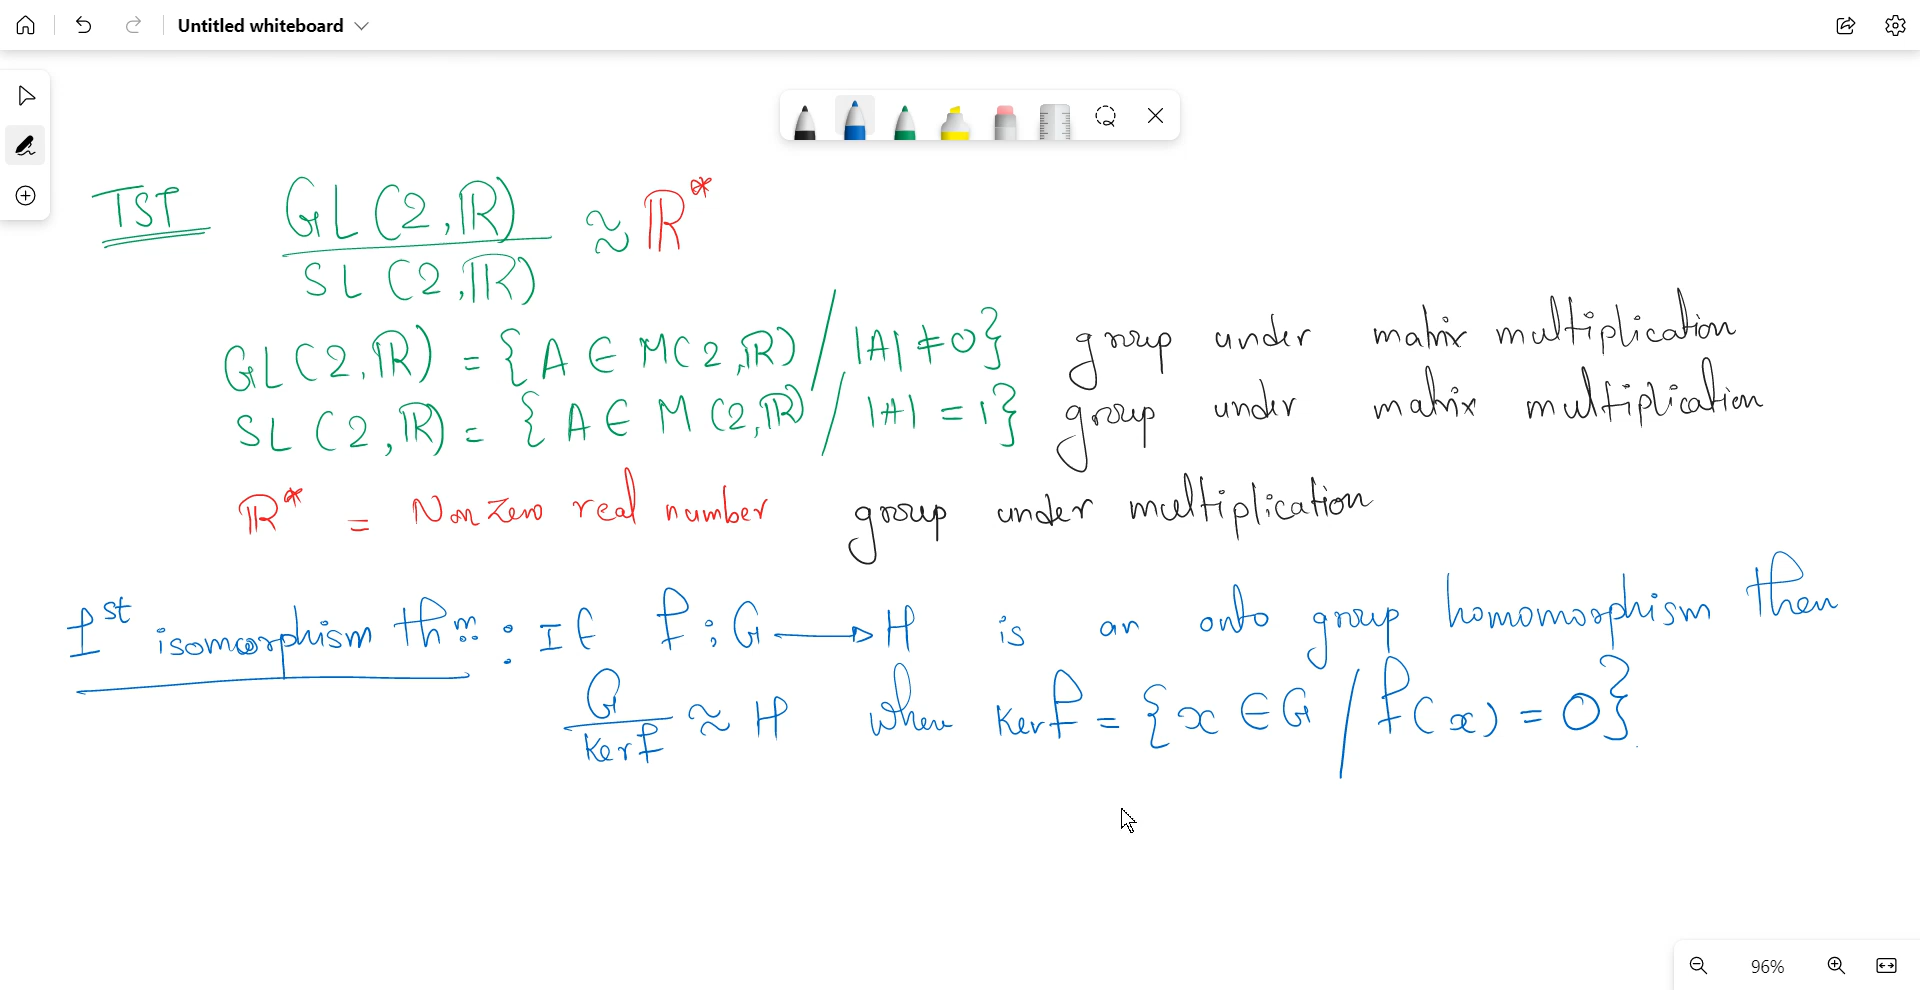 Untitled whiteboard
TST GL(2,ℝ)/SL(2,ℝ) ≈ ℝ*
GL(2,ℝ) = {A ∈ M(2,ℝ) / |A| ≠ 0} group under matrix multiplication
SL(2,ℝ) = {A ∈ M(2,ℝ) / |A| = 1} group under matrix multiplication
ℝ* = Non zero real number group under multiplication
1st isomorphism thm: : If f: G → H is an onto group homomorphism then
G/Kerf ≈ H where Kerf = {x ∈ G / f(x) = 0}
96%